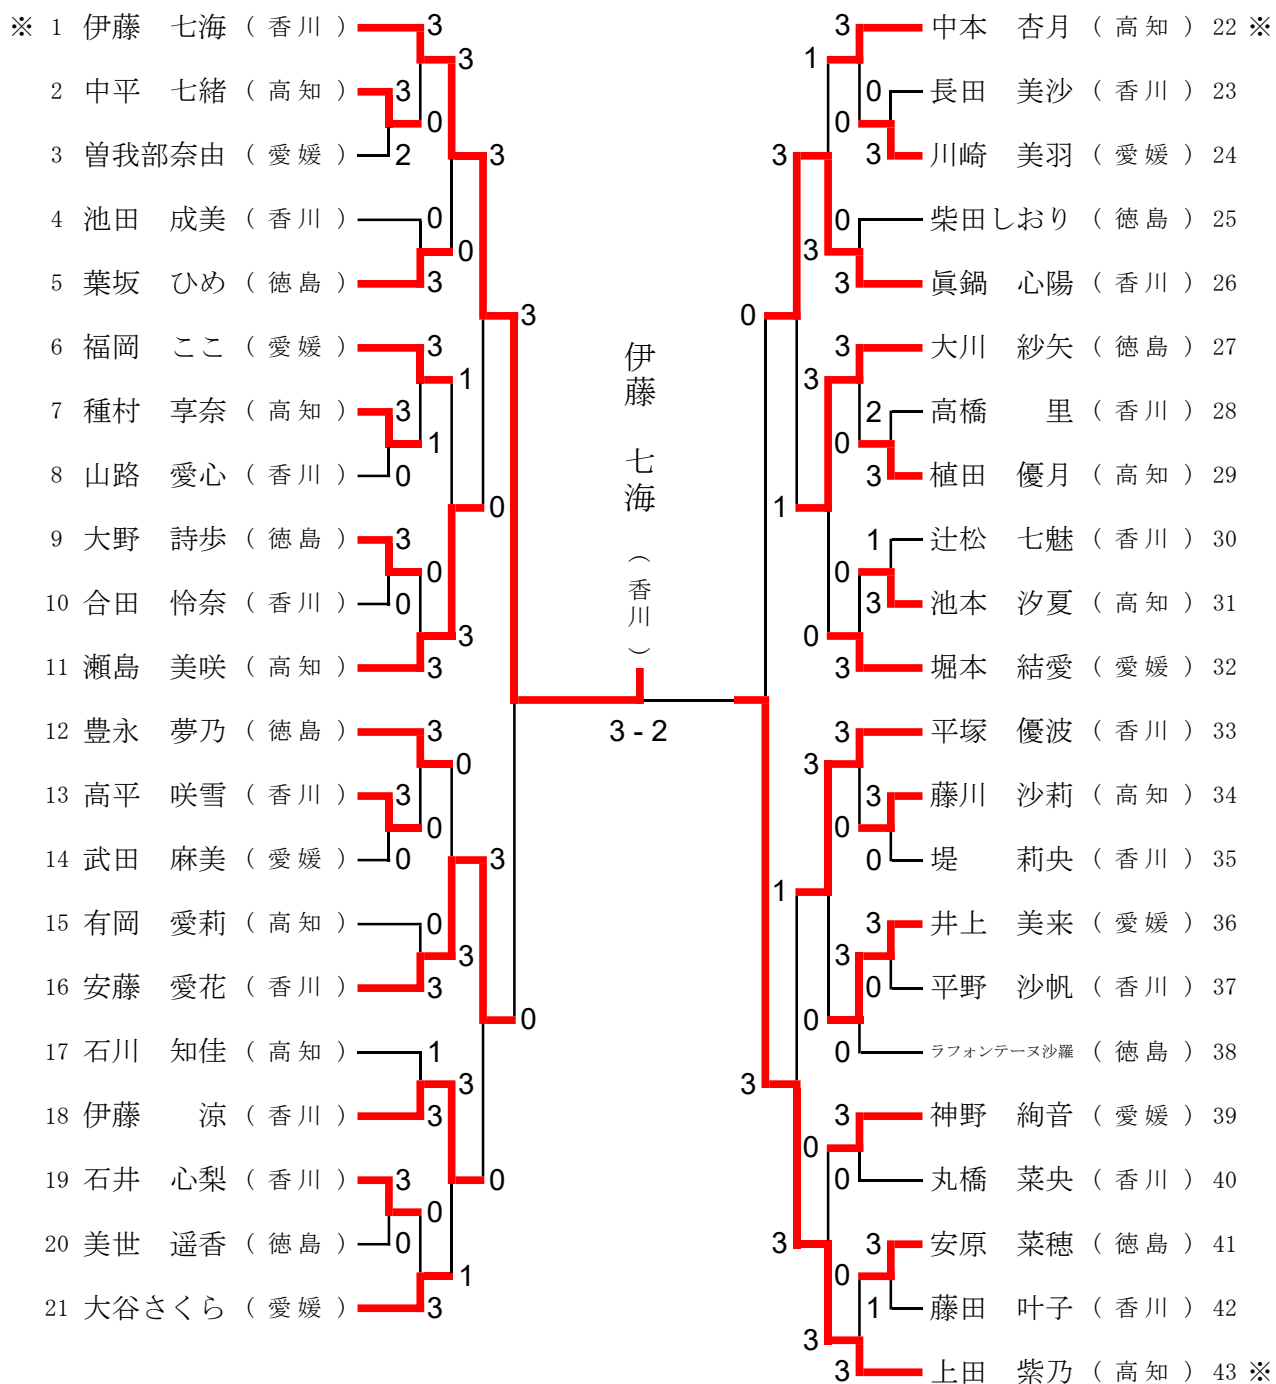 ※ 1 伊藤 七海 (香川) 3
3
2 中平 七緒 (高知) 3
0
3 曽我部奈由 (愛媛) 2
3
4 池田 成美 (香川) 0
0
5 葉坂 ひめ (徳島) 3
3
6 福岡 ここ (愛媛) 3
1
7 種村 享奈 (高知) 3
1
8 山路 愛心 (香川) 0
0
9 大野 詩歩 (徳島) 3
0
10 合田 怜奈 (香川) 0
3
11 瀬島 美咲 (高知) 3
12 豊永 夢乃 (徳島) 3
0
13 高平 咲雪 (香川) 3
0
14 武田 麻美 (愛媛) 0
3
15 有岡 愛莉 (高知) 0
3
16 安藤 愛花 (香川) 3
0
17 石川 知佳 (高知) 1
3
18 伊藤 涼 (香川) 3
0
19 石井 心梨 (香川) 3
0
20 美世 遥香 (徳島) 0
1
21 大谷さくら (愛媛) 3
伊藤 七海 (香川)
3 - 2
3 中本 杏月 (高知) 22 ※
1
0 長田 美沙 (香川) 23
0
3 川崎 美羽 (愛媛) 24
3
0 柴田しおり (徳島) 25
3
3 眞鍋 心陽 (香川) 26
0
3 大川 紗矢 (徳島) 27
3
2 高橋 里 (香川) 28
0
3 植田 優月 (高知) 29
1
1 辻松 七魅 (香川) 30
0
3 池本 汐夏 (高知) 31
0
3 堀本 結愛 (愛媛) 32
3 平塚 優波 (香川) 33
3
3 藤川 沙莉 (高知) 34
0
0 堤 莉央 (香川) 35
1
3 井上 美来 (愛媛) 36
3
0 平野 沙帆 (香川) 37
0
0 ラフォンテーヌ沙羅 (徳島) 38
3
3 神野 絢音 (愛媛) 39
0
0 丸橋 菜央 (香川) 40
3
3 安原 菜穂 (徳島) 41
0
1 藤田 叶子 (香川) 42
3
3 上田 紫乃 (高知) 43 ※